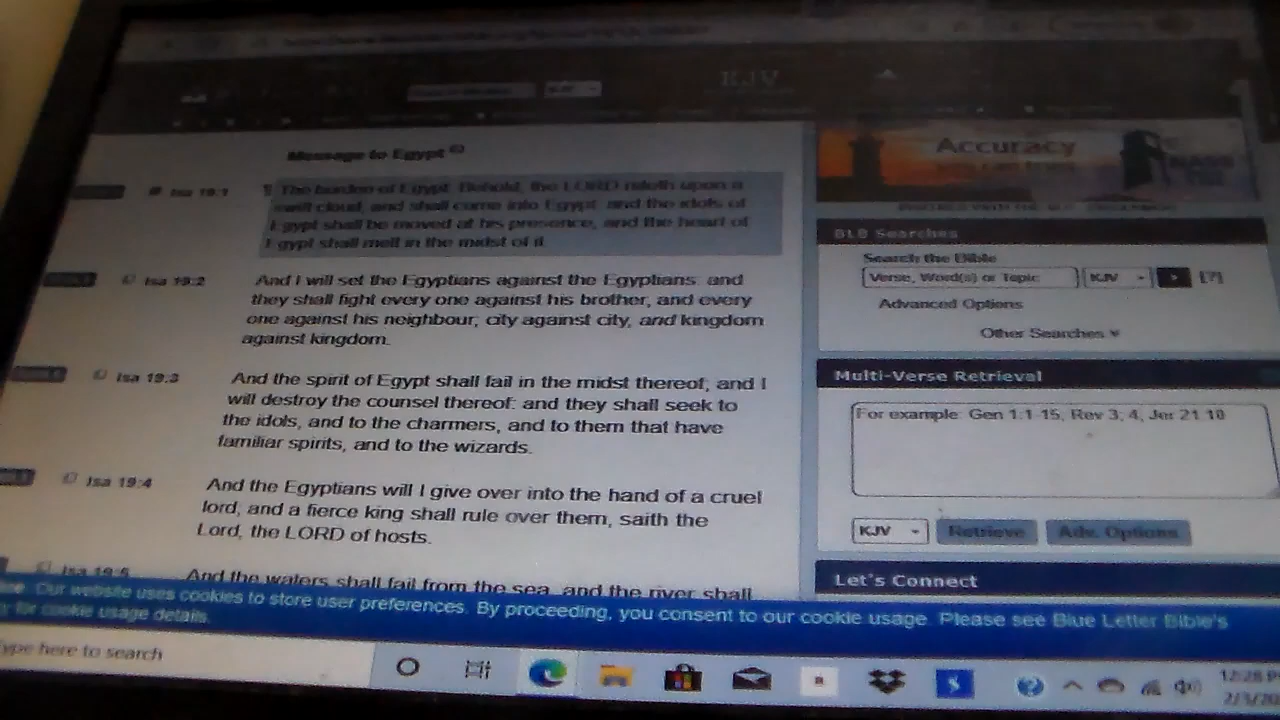 KJV
Message to Egypt
Isa 19:1 The burden of Egypt. Behold, the LORD rideth upon a
swift cloud, and shall come into Egypt: and the idols of
Egypt shall be moved at his presence, and the heart of
Egypt shall melt in the midst of it.
Isa 19:2 And I will set the Egyptians against the Egyptians: and
they shall fight every one against his brother, and every
one against his neighbour; city against city, and kingdom
against kingdom.
Isa 19:3 And the spirit of Egypt shall fail in the midst thereof; and I
will destroy the counsel thereof: and they shall seek to
the idols, and to the charmers, and to them that have
familiar spirits, and to the wizards.
Isa 19:4 And the Egyptians will I give over into the hand of a cruel
lord; and a fierce king shall rule over them, saith the
Lord, the LORD of hosts.
Isa 19:5 And the waters shall fail from the sea, and the river shall
Accuracy
BLB Searches
Search the Bible
Verse, Word(s) or Topic KJV [?]
Advanced Options
Other Searches
Multi-Verse Retrieval
For example: Gen 1:1-15; Rev 3; 4; Jer 21:10
KJV Retrieve Adv. Options
Let's Connect
Our website uses cookies to store user preferences. By proceeding, you consent to our cookie usage. Please see Blue Letter Bible's
for cookie usage details.
here to search
12:28